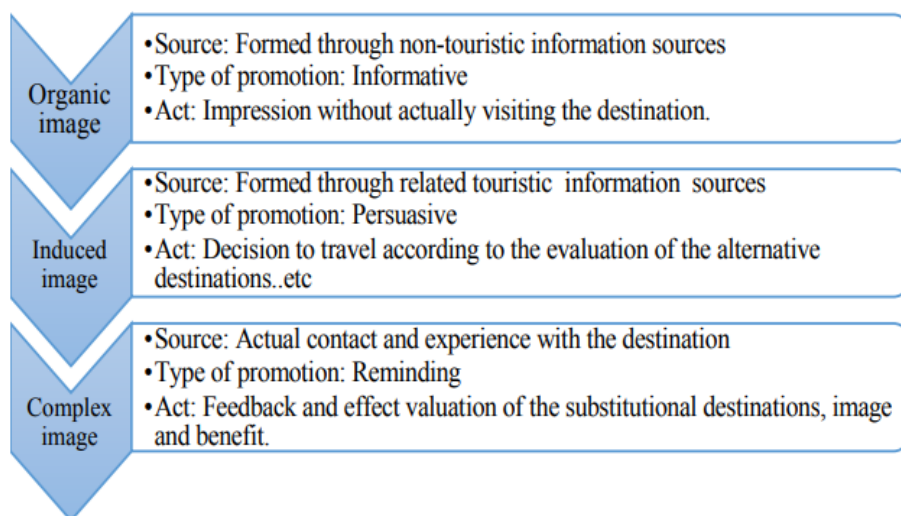 Organic
image
•Source: Formed through non-touristic information sources
•Type of promotion: Informative
•Act: Impression without actually visiting the destination.
Induced
image
•Source: Formed through related touristic information sources
•Type of promotion: Persuasive
•Act: Decision to travel according to the evaluation of the alternative
destinations..etc
Complex
image
•Source: Actual contact and experience with the destination
•Type of promotion: Reminding
•Act: Feedback and effect valuation of the substitutional destinations, image
and benefit.